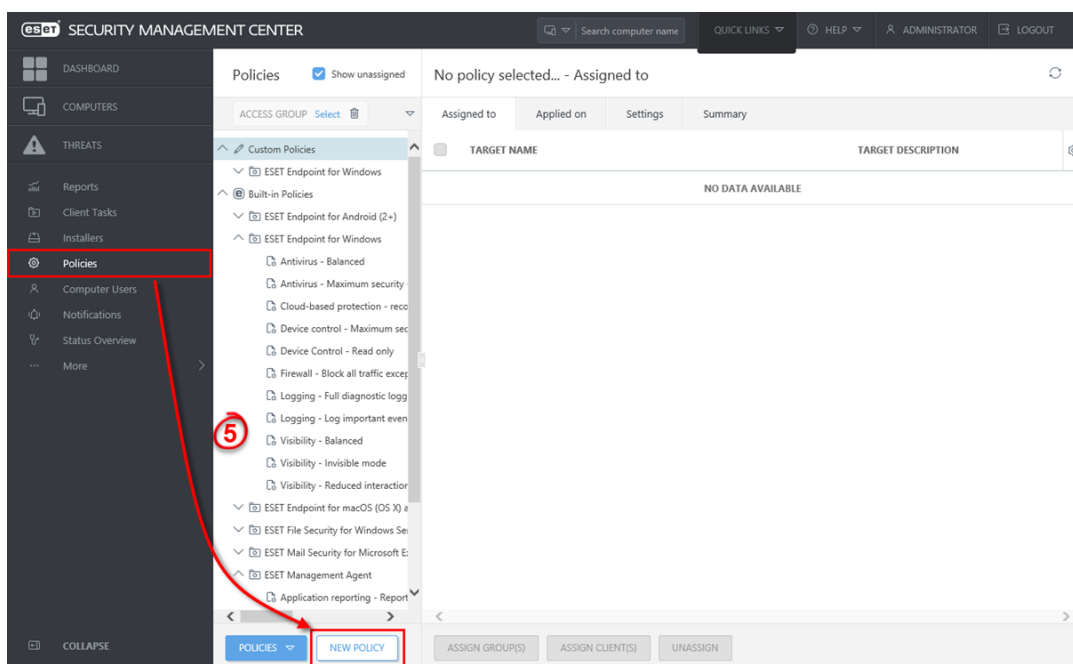 eset SECURITY MANAGEMENT CENTER
Search computer name
QUICK LINKS
HELP
ADMINISTRATOR
LOGOUT
DASHBOARD
COMPUTERS
THREATS
Reports
Client Tasks
Installers
Policies
Computer Users
Notifications
Status Overview
More
COLLAPSE
Policies
Show unassigned
ACCESS GROUP Select
Custom Policies
ESET Endpoint for Windows
Built-in Policies
ESET Endpoint for Android (2+)
ESET Endpoint for Windows
Antivirus - Balanced
Antivirus - Maximum security
Cloud-based protection - reco
Device control - Maximum sec
Device Control - Read only
Firewall - Block all traffic excep
Logging - Full diagnostic logg
Logging - Log important even
5
Visibility - Balanced
Visibility - Invisible mode
Visibility - Reduced interaction
ESET Endpoint for macOS (OS X) a
ESET File Security for Windows Se
ESET Mail Security for Microsoft E
ESET Management Agent
Application reporting - Report
POLICIES
NEW POLICY
No policy selected... - Assigned to
Assigned to
Applied on
Settings
Summary
TARGET NAME
TARGET DESCRIPTION
NO DATA AVAILABLE
ASSIGN GROUP(S)
ASSIGN CLIENT(S)
UNASSIGN